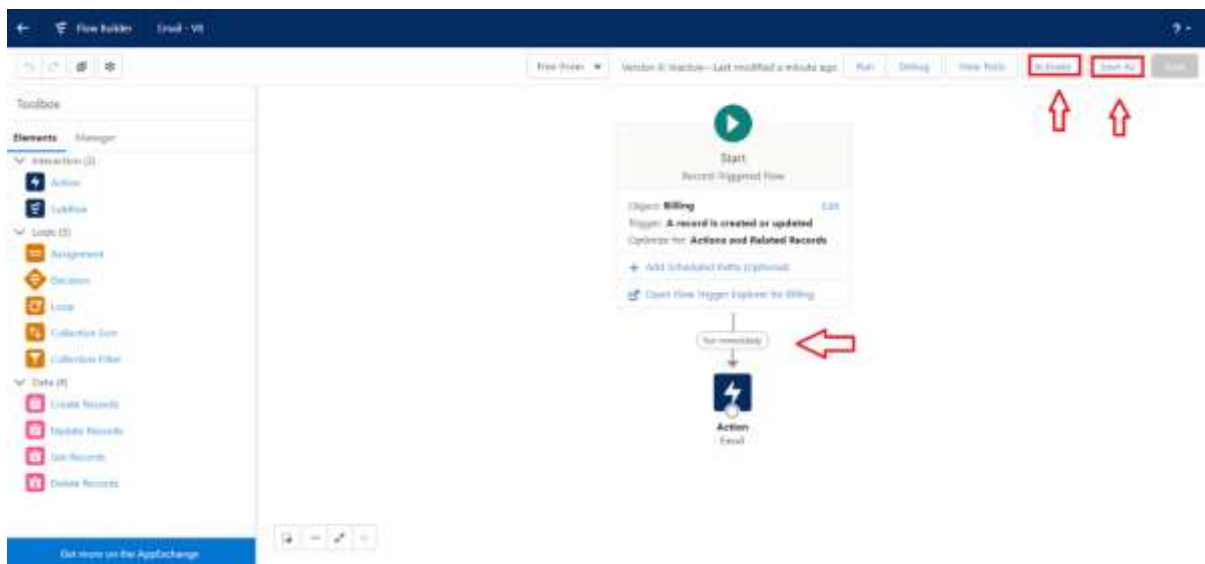 Flow Builder Email - V8
Free-Form Version 8: Inactive—Last modified a minute ago Run Debug View Tests Activate Save As Save
Toolbox
Elements Manager
Interaction (2)
Action
Subflow
Logic (5)
Assignment
Decision
Loop
Collection Sort
Collection Filter
Data (4)
Create Records
Update Records
Get Records
Delete Records
Get more on the AppExchange
Start
Record-Triggered Flow
Object: Billing Edit
Trigger: A record is created or updated
Optimize for: Actions and Related Records
+ Add Scheduled Paths (Optional)
Open Flow Trigger Explorer for Billing
Run Immediately
Action
Email